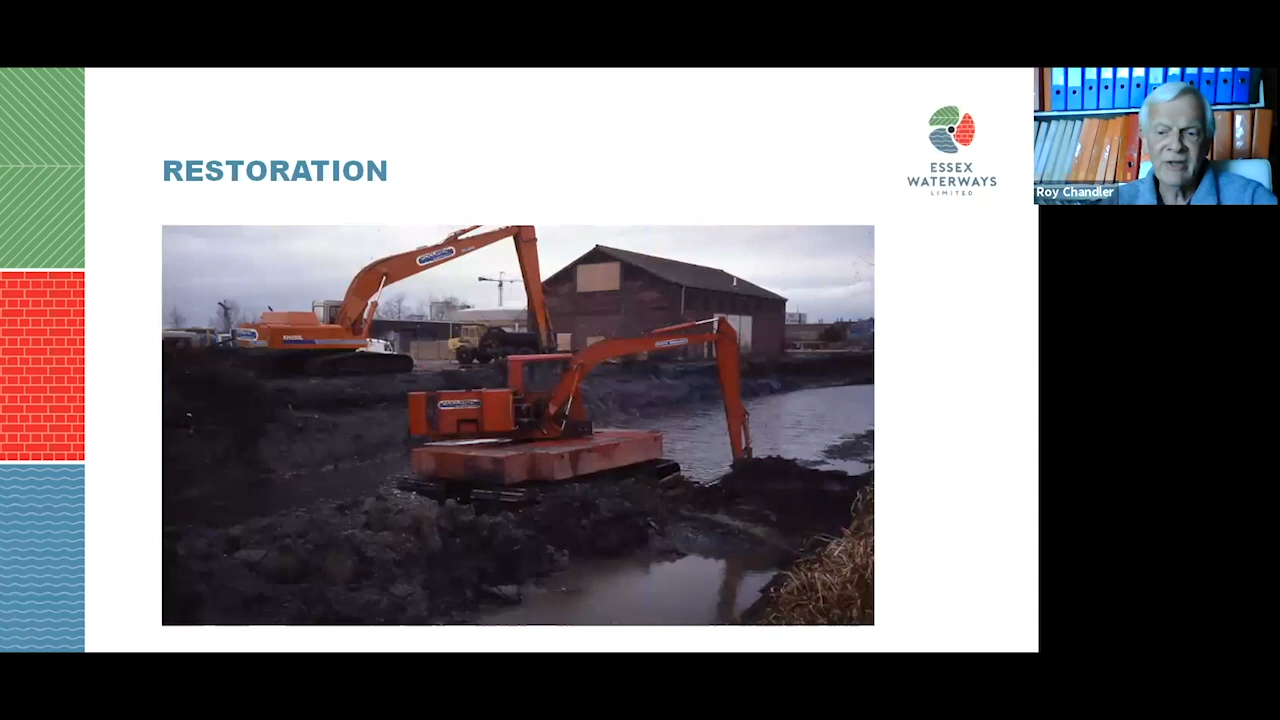 RESTORATION
ESSEX
WATERWAYS
LIMITED
Roy Chandler